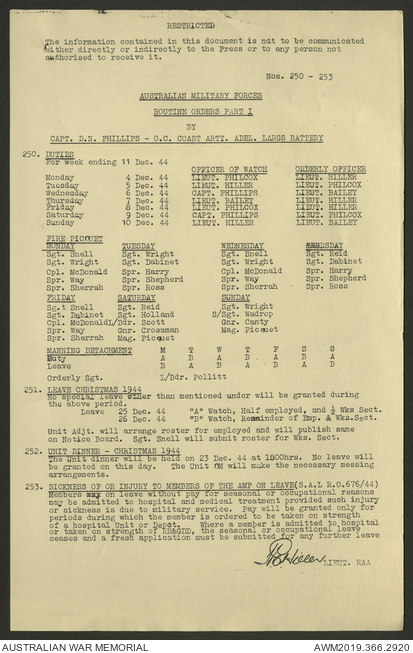 RESTRICTED
The information contained in this document is not to be communicated
either directly or indirectly to the Press or to any person not
authorised to receive it.
Nos. 250 - 253
AUSTRALIAN MILITARY FORCES
ROUTINE ORDERS PART I
BY
CAPT. D.N. PHILLIPS - O.C. COAST ARTY. ADEL. LARGS BATTERY
250. DUTIES
For week ending 11 Dec. 44
OFFICER OF WATCH ORDERLY OFFICER
Monday 4 Dec. 44 LIEUT. PHILCOX LIEUT. HILLER
Tuesday 5 Dec. 44 LIEUT. HILLER LIEUT. PHILCOX
Wednesday 6 Dec. 44 CAPT. PHILLIPS LIEUT. BAILEY
Thursday 7 Dec. 44 LIEUT. BAILEY LIEUT. HILLER
Friday 8 Dec. 44 LIEUT. PHILCOX LIEUT. BAILEY
Saturday 9 Dec. 44 CAPT. PHILLIPS LIEUT. PHILCOX
Sunday 10 Dec. 44 LIEUT. HILLER LIEUT. BAILEY
FIRE PICQUET
MONDAY TUESDAY WEDNESDAY THURSDAY
Sgt. Snell Sgt. Wright Sgt. Snell Sgt. Reid
Sgt. Wright Sgt. Dabinet Sgt. Wright Sgt. Dabinet
Cpl. McDonald Spr. Harry Cpl. McDonald Spr. Harry
Spr. Way Spr. Shepherd Spr. Way Spr. Shepherd
Spr. Sherrah Spr. Ross Spr. Sherrah Spr. Ross
FRIDAY SATURDAY SUNDAY
Sgt Snell Sgt. Reid Sgt. Wright
Sgt. Dabinet Sgt. Holland S/Sgt. Wadrop
Cpl. McDonald L/Bdr. Scott Gnr. Canty
Spr. Way Gnr. Crossman Mag. Picquet
Spr. Sherrah Mag. Picquet
MANNING DETACHMENT M T W T F S S
Duty A B A B A B B
Leave B A B A B A A
Orderly Sgt. L/Bdr. Pollitt
251. LEAVE CHRISTMAS 1944
No special leave other than mentioned under will be granted during
the above period.
Leave 25 Dec. 44 "A" Watch, Half employed, and ½ Wks Sect.
26 Dec. 44 "B" Watch, Remainder of Emp. & Wks. Sect.
Unit Adjt. will arrange roster for employed and will publish same
on Notice Board. Sgt. Snell will submit roster for Wks. Sect.
252. UNIT DINNER - CHRISTMAS 1944
The Unit dinner will be held on 23 Dec. 44 at 1800hrs. No leave will
be granted on this day. The Unit QM will make the necessary messing
arrangements.
253. SICKNESS OF OR INJURY TO MEMBERS OF THE AMF ON LEAVE (S.A.L R.O.676/44)
Members may on leave without pay for seasonal or occupational reasons
may be admitted to hospital and medical treatment provided such injury
or sickness is due to military service. Pay will be granted only for
periods during which the member is ordered to be taken on strength
of a hospital Unit or Depôt. Where a member is admitted to hospital
or taken on strength of RR&GDD, the seasonal or occupational leave
ceases and a fresh application must be submitted for any further leave
LIEUT. RAA
AUSTRALIAN WAR MEMORIAL
AWM2019.366.2920